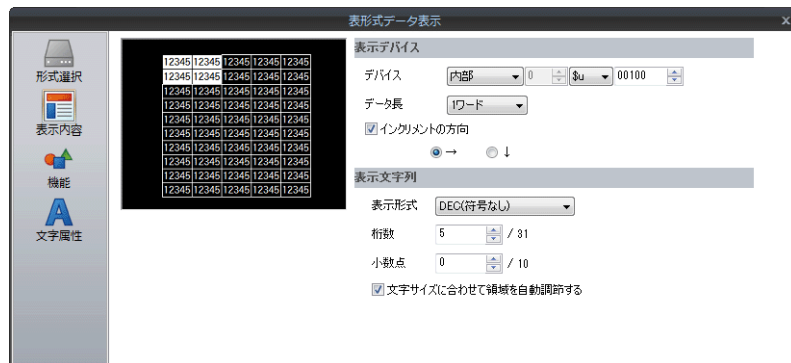 表形式データ表示
x
形式選択
表示内容
機能
文字属性
12345 12345 12345 12345 12345
12345 12345 12345 12345 12345
12345 12345 12345 12345 12345
12345 12345 12345 12345 12345
12345 12345 12345 12345 12345
12345 12345 12345 12345 12345
12345 12345 12345 12345 12345
12345 12345 12345 12345 12345
12345 12345 12345 12345 12345
12345 12345 12345 12345 12345
表示デバイス
デバイス 内部 0 $u 00100
データ長 1ワード
インクリメントの方向
→ ↓
表示文字列
表示形式 DEC(符号なし)
桁数 5 / 31
小数点 0 / 10
文字サイズに合わせて領域を自動調節する